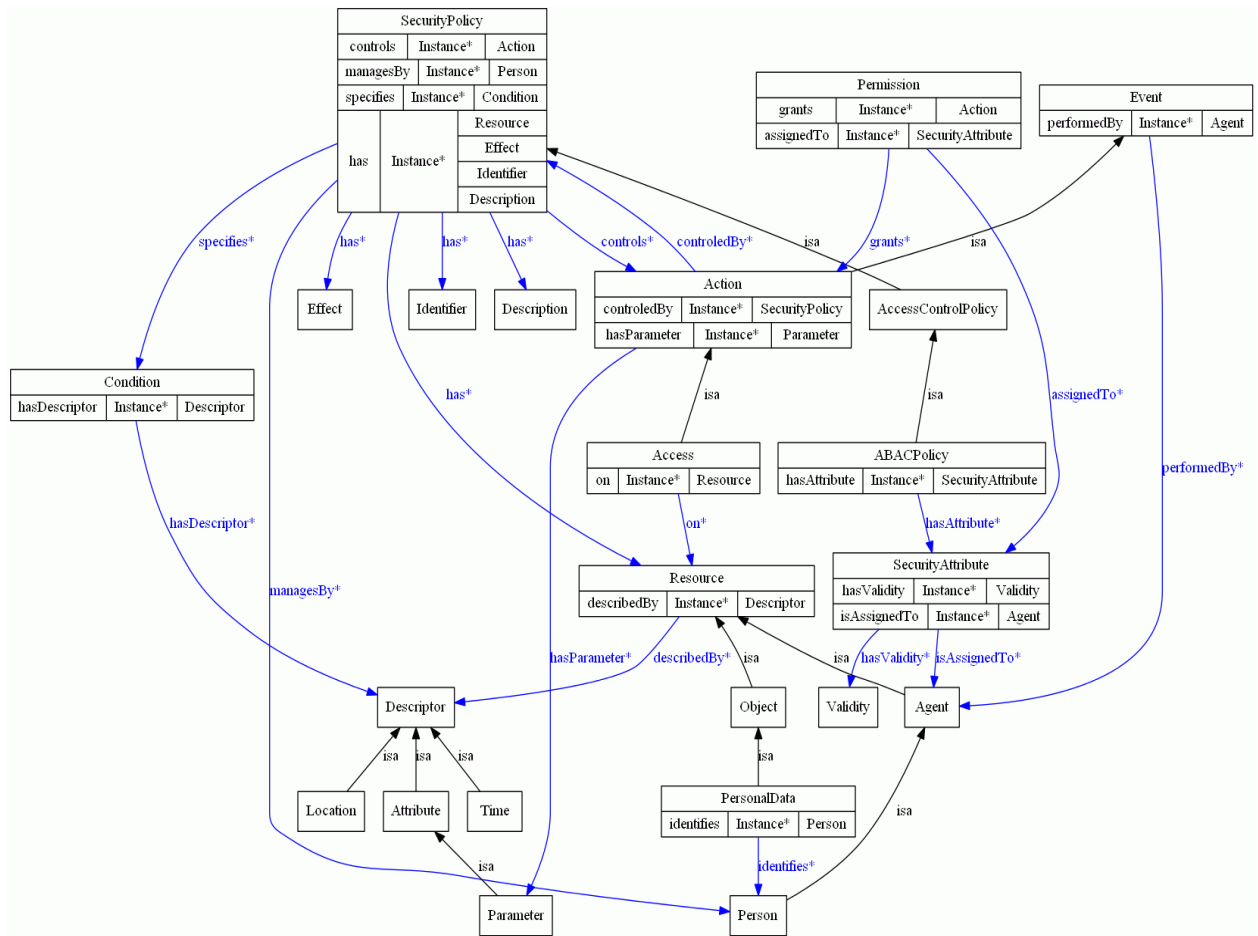 SecurityPolicy
controls Instance* Action
managesBy Instance* Person
specifies Instance* Condition
has Instance* Resource
Effect
Identifier
Description
Permission
grants Instance* Action
assignedTo Instance* SecurityAttribute
Event
performedBy Instance* Agent
specifies* has* has* has* controls* controledBy* isa grants* isa
Effect Identifier Description
Action
controledBy Instance* SecurityPolicy
hasParameter Instance* Parameter
AccessControlPolicy
Condition
hasDescriptor Instance* Descriptor
has* isa isa assignedTo*
Access
on Instance* Resource
ABACPolicy
hasAttribute Instance* SecurityAttribute
performedBy*
hasDescriptor* on* hasAttribute*
managesBy*
Resource
describedBy Instance* Descriptor
SecurityAttribute
hasValidity Instance* Validity
isAssignedTo Instance* Agent
hasParameter* describedBy* isa isa hasValidity* isAssignedTo*
Descriptor Object Validity Agent
isa isa isa isa
Location Attribute Time
PersonalData
identifies Instance* Person
isa
isa identifies*
Parameter Person